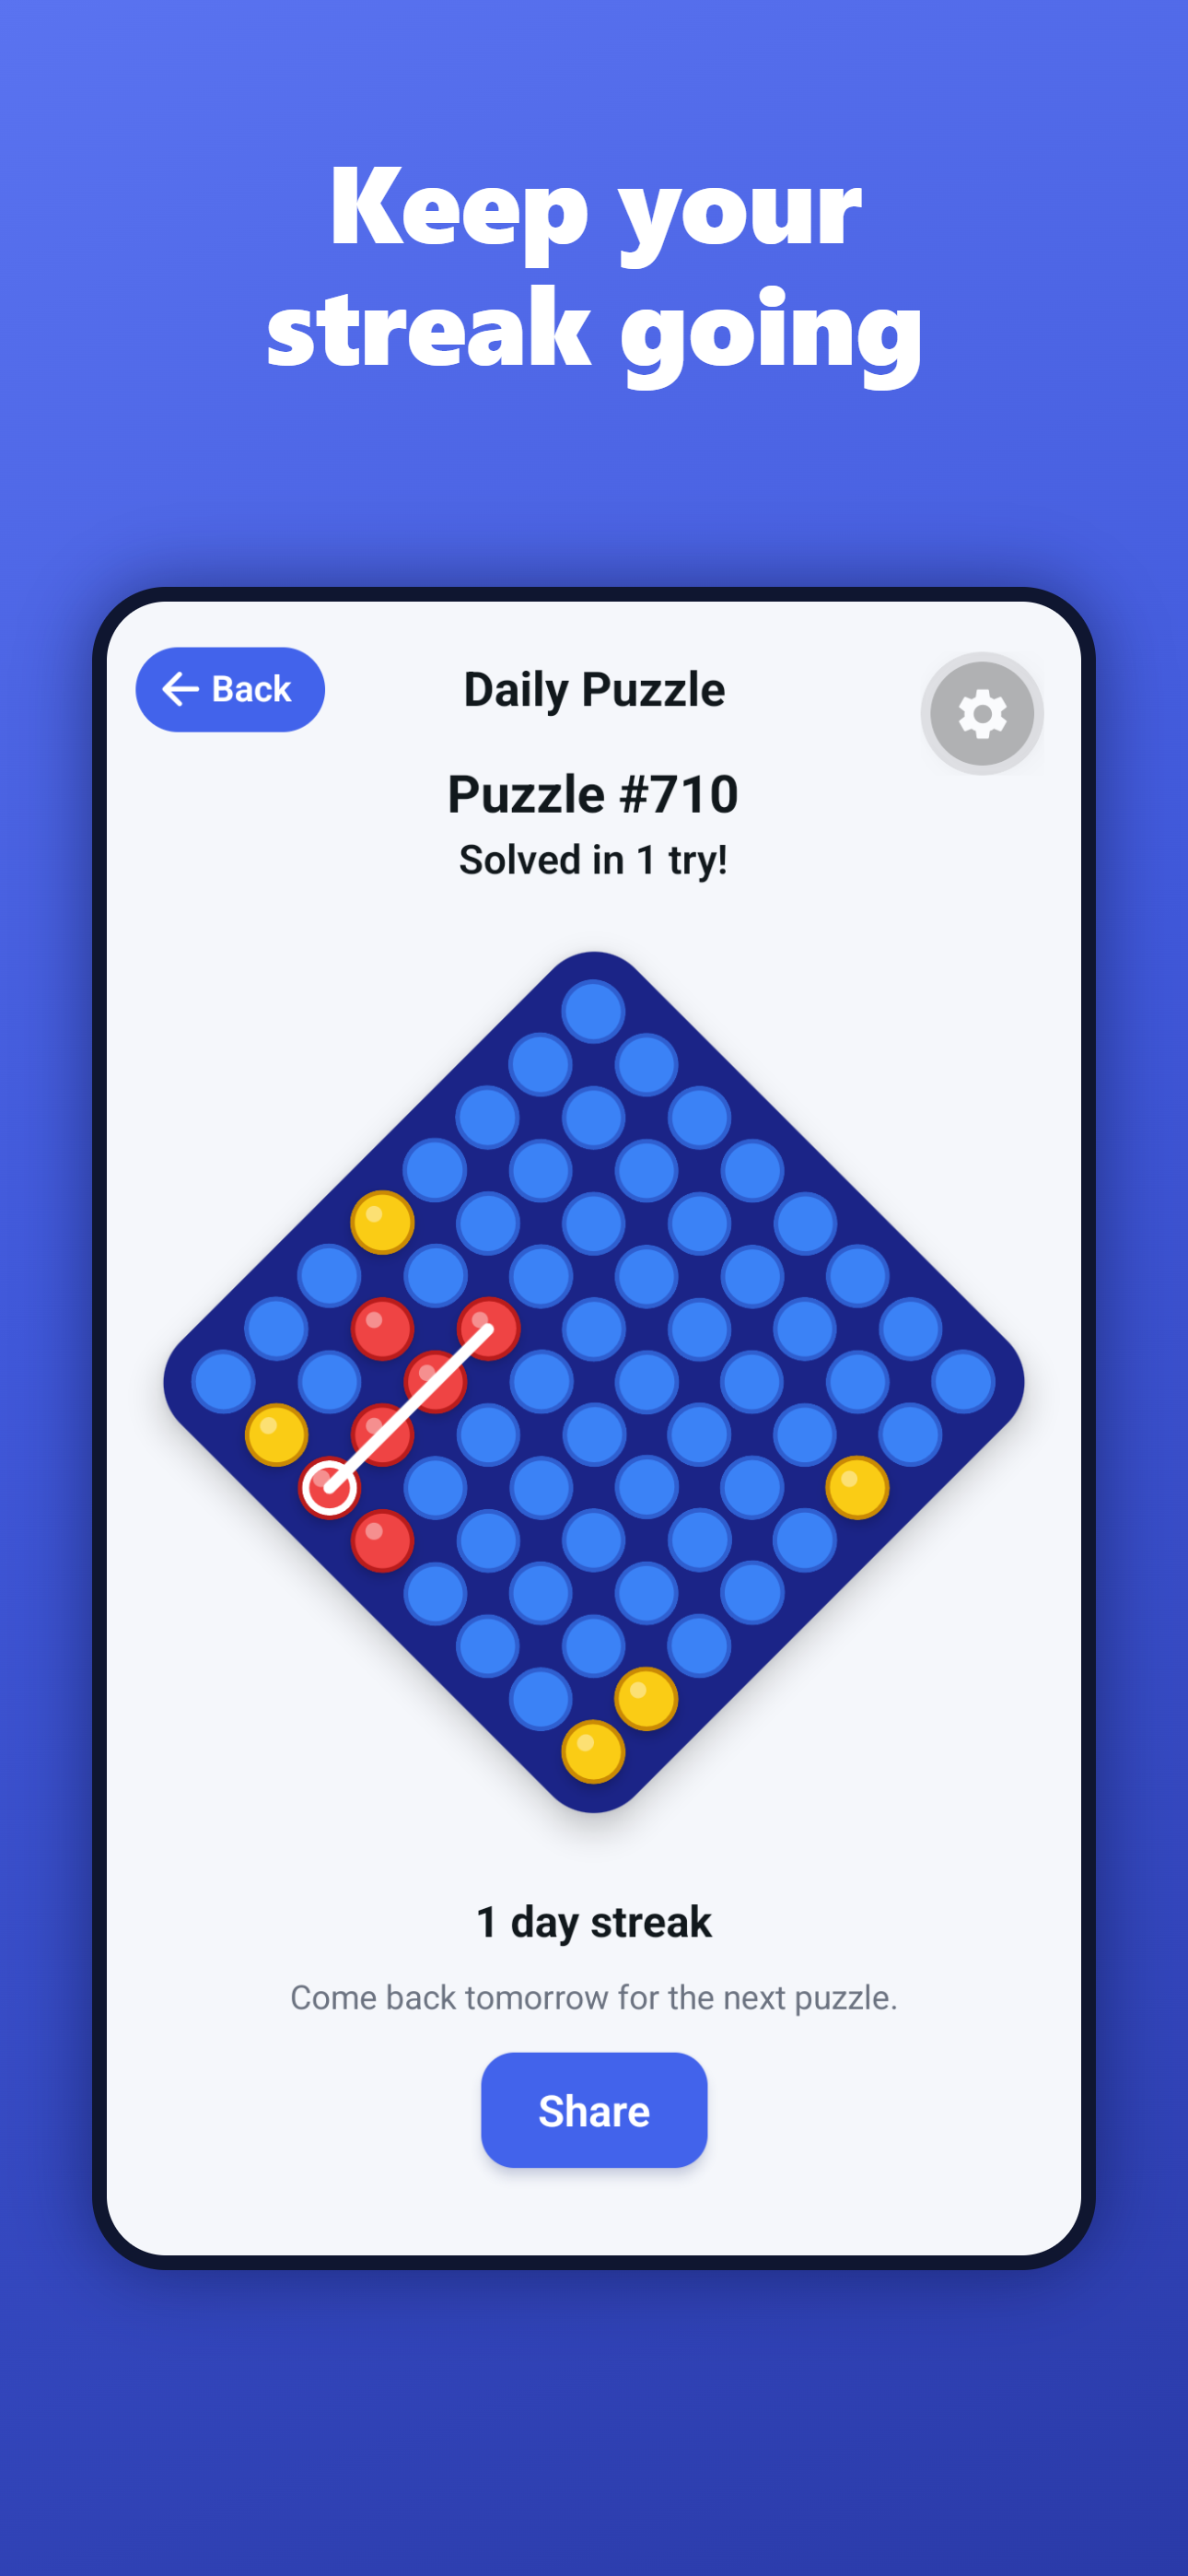 Keep your
streak going
Back
Daily Puzzle
Puzzle #710
Solved in 1 try!
1 day streak
Come back tomorrow for the next puzzle.
Share